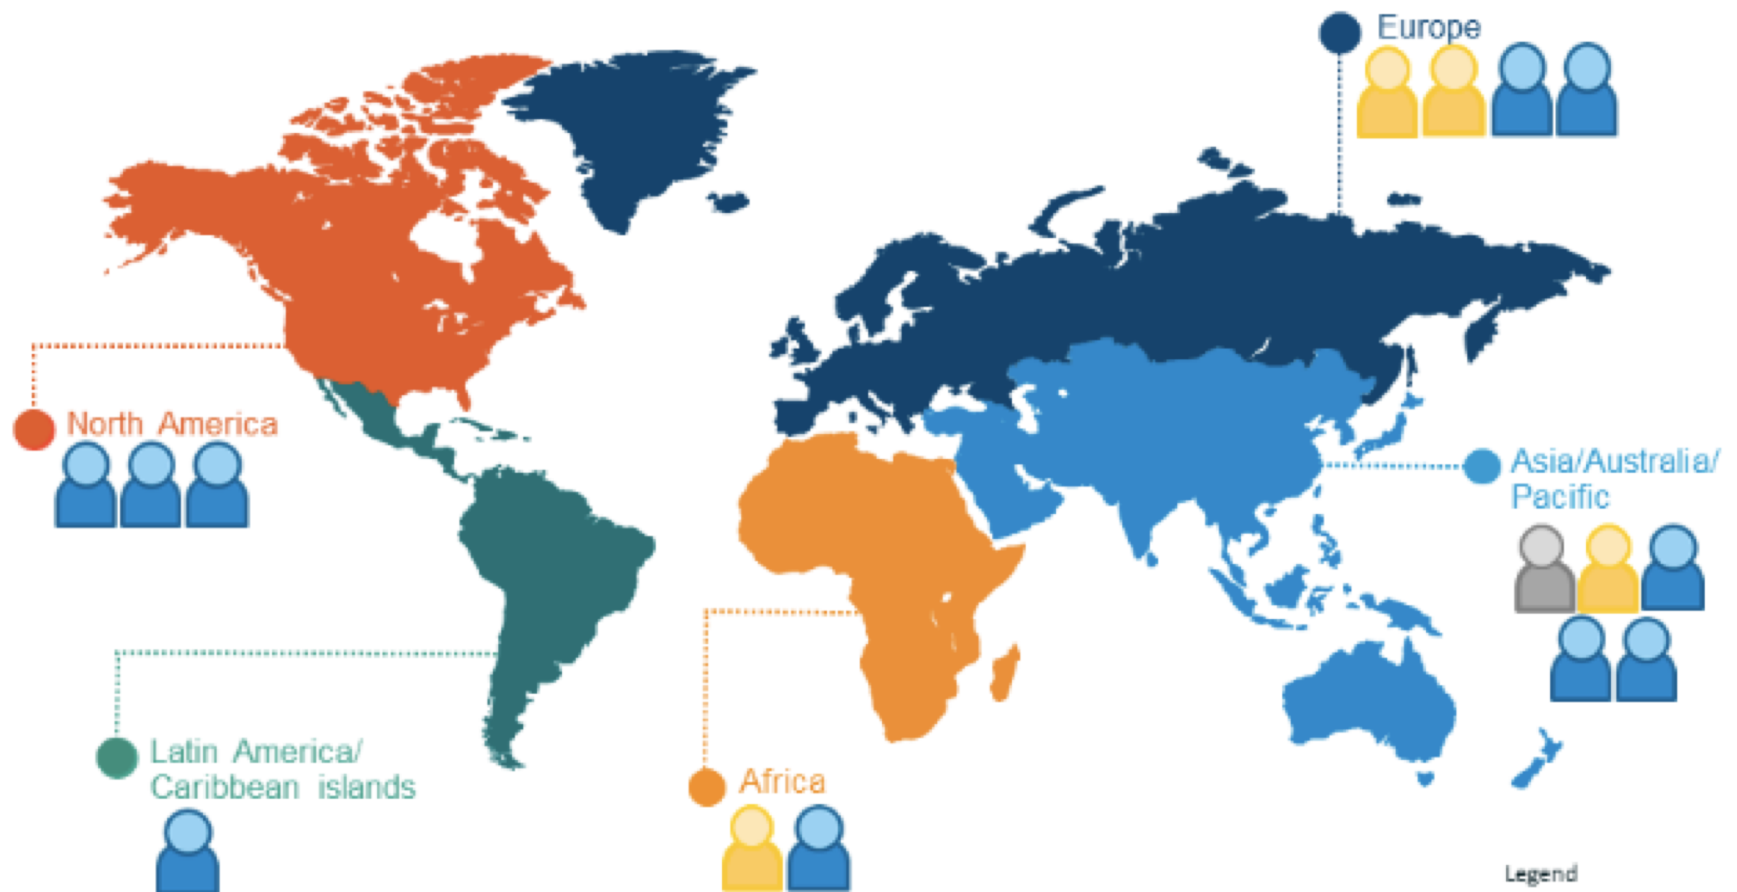 Europe
North America
Asia/Australia/
Pacific
Latin America/
Caribbean islands
Africa
Legend